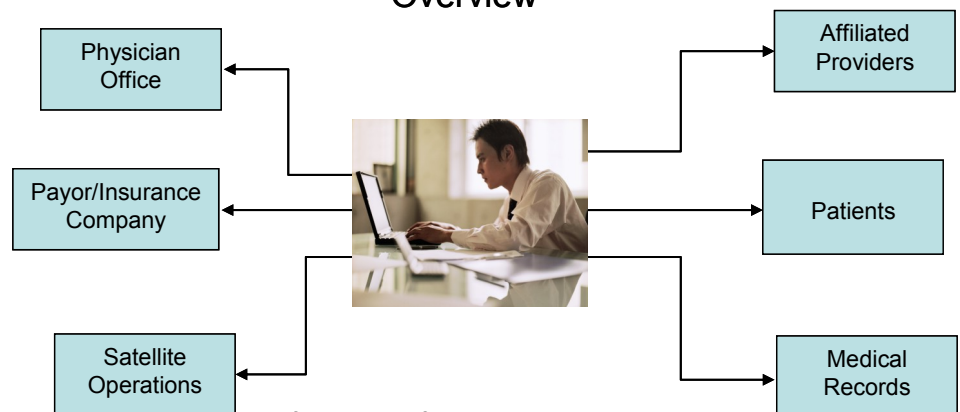 Overview
Physician
Office
Affiliated
Providers
Payor/Insurance
Company
Patients
Satellite
Operations
Medical
Records